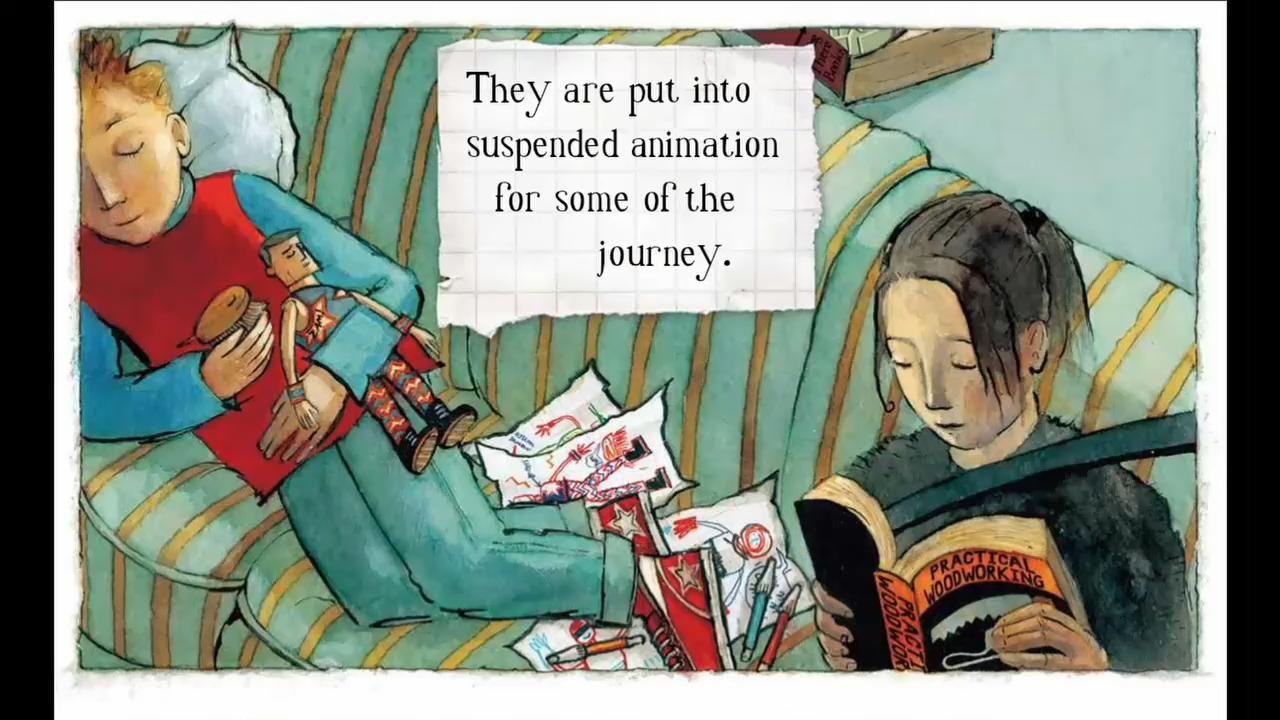 They are put into
suspended animation
for some of the
journey.
PRACTICAL
WOODWORKING